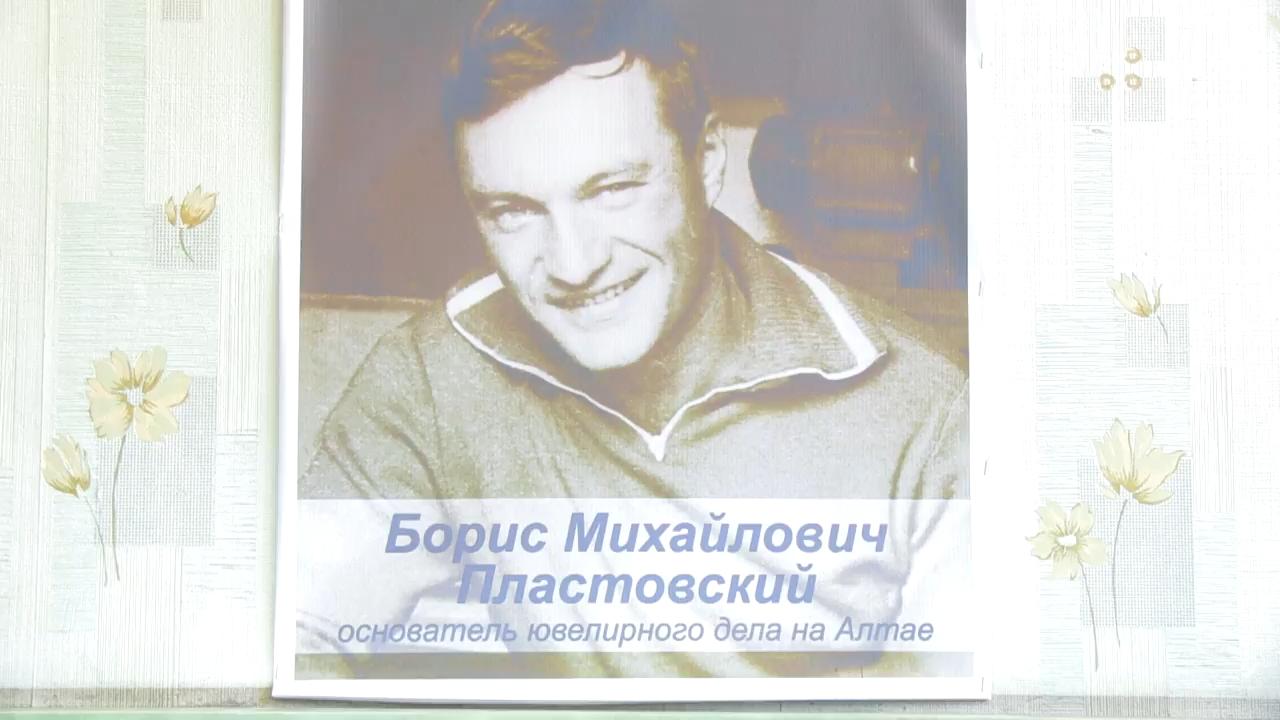 Борис Михайлович
Пластовский
основатель ювелирного дела на Алтае